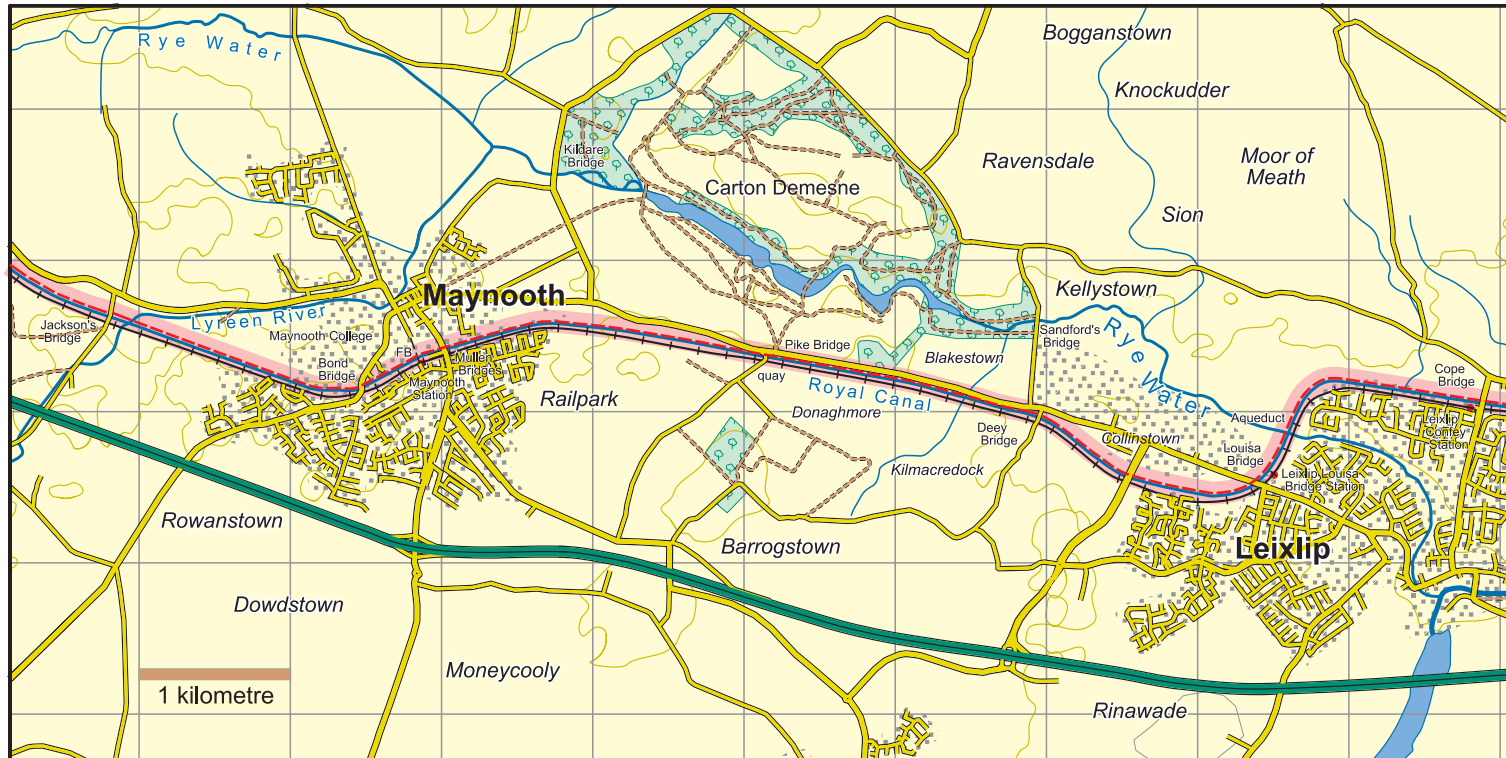 Rye Water
Bogganstown
Knockudder
Kildare
Bridge
Ravensdale
Moor of
Meath
Carton Demesne
Sion
Maynooth
Kellystown
Lyreen River
Jackson's
Bridge
Maynooth College
Sandford's
Bridge
Rye Water
FB
Mullen
Bridges
Pike Bridge
Blakestown
Bond
Bridge
Maynooth
Station
quay
Royal Canal
Cope
Bridge
Railpark
Donaghmore
Aqueduct
Leixlip
Confey
Station
Deey
Bridge
Collinstown
Louisa
Bridge
Kilmacredock
Leixlip Louisa
Bridge Station
Rowanstown
Barrogstown
Leixlip
Dowdstown
Moneycooly
1 kilometre
Rinawade